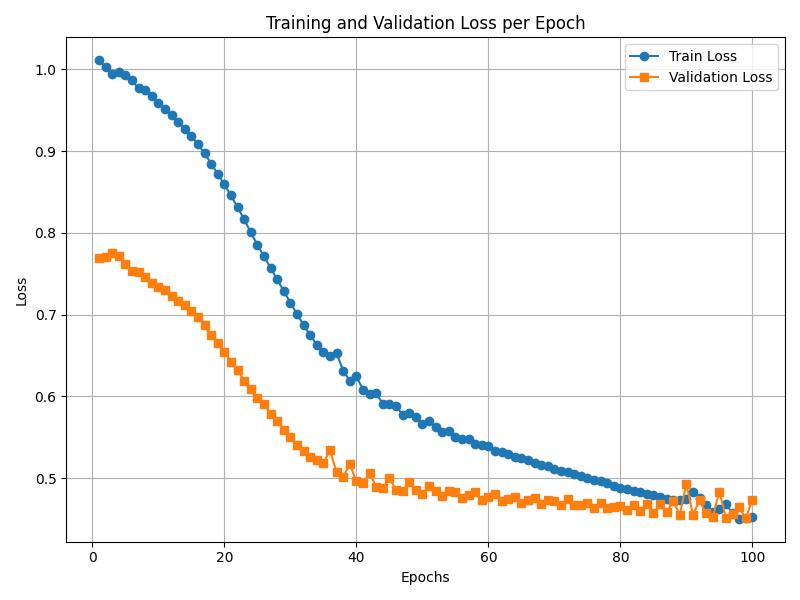 Training and Validation Loss per Epoch
Train Loss
Validation Loss
1.0
0.9
0.8
0.7
0.6
0.5
Loss
0 20 40 60 80 100
Epochs